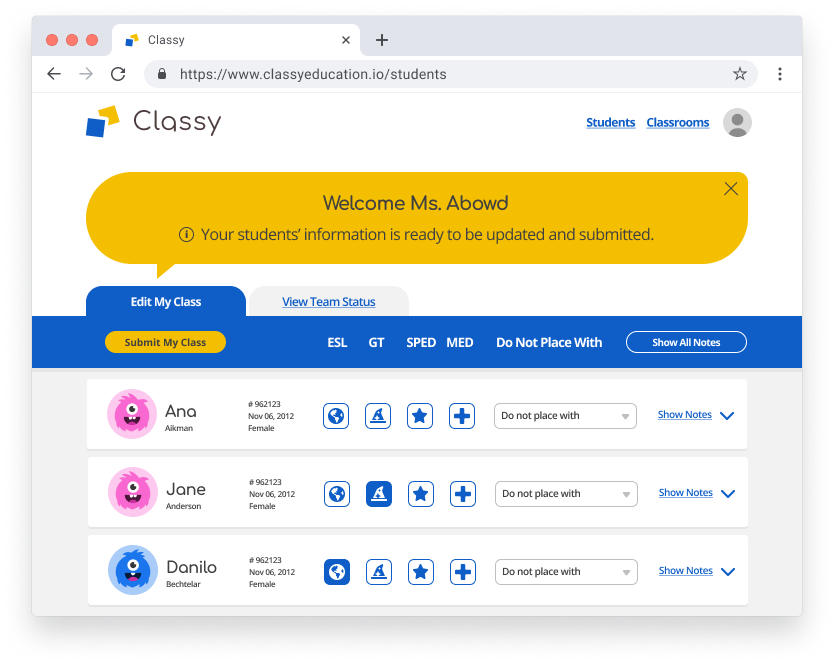 Classy
https://www.classyeducation.io/students
Classy
Students Classrooms
Welcome Ms. Abowd
Your students’ information is ready to be updated and submitted.
Edit My Class View Team Status
Submit My Class ESL GT SPED MED Do Not Place With Show All Notes
Ana
Aikman
# 962123
Nov 06, 2012
Female
Do not place with
Show Notes
Jane
Anderson
# 962123
Nov 06, 2012
Female
Do not place with
Show Notes
Danilo
Bechtelar
# 962123
Nov 06, 2012
Female
Do not place with
Show Notes